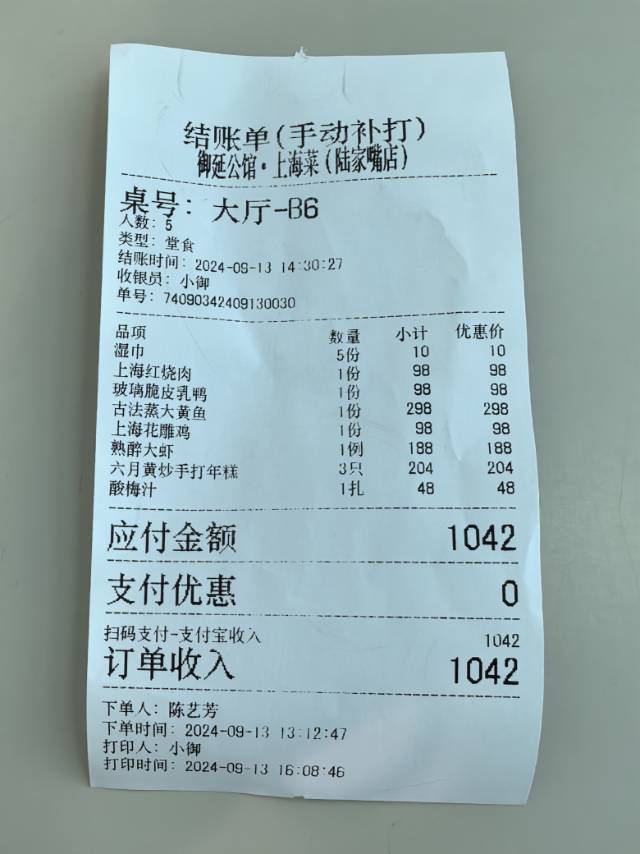 结账单(手动补打)
御延公馆·上海菜(陆家嘴店)
桌号: 大厅-B6
人数: 5
类型: 堂食
结账时间: 2024-09-13 14:30:27
收银员: 小御
单号: 74090342409130030
品项 数量 小计 优惠价
湿巾 5份 10 10
上海红烧肉 1份 98 98
玻璃脆皮乳鸭 1份 98 98
古法蒸大黄鱼 1份 298 298
上海花雕鸡 1份 98 98
熟醉大虾 1例 188 188
六月黄炒手打年糕 3只 204 204
酸梅汁 1扎 48 48
应付金额 1042
支付优惠 0
扫码支付-支付宝收入 1042
订单收入 1042
下单人: 陈艺芳
下单时间: 2024-09-13 13:12:47
打印人: 小御
打印时间: 2024-09-13 16:08:46